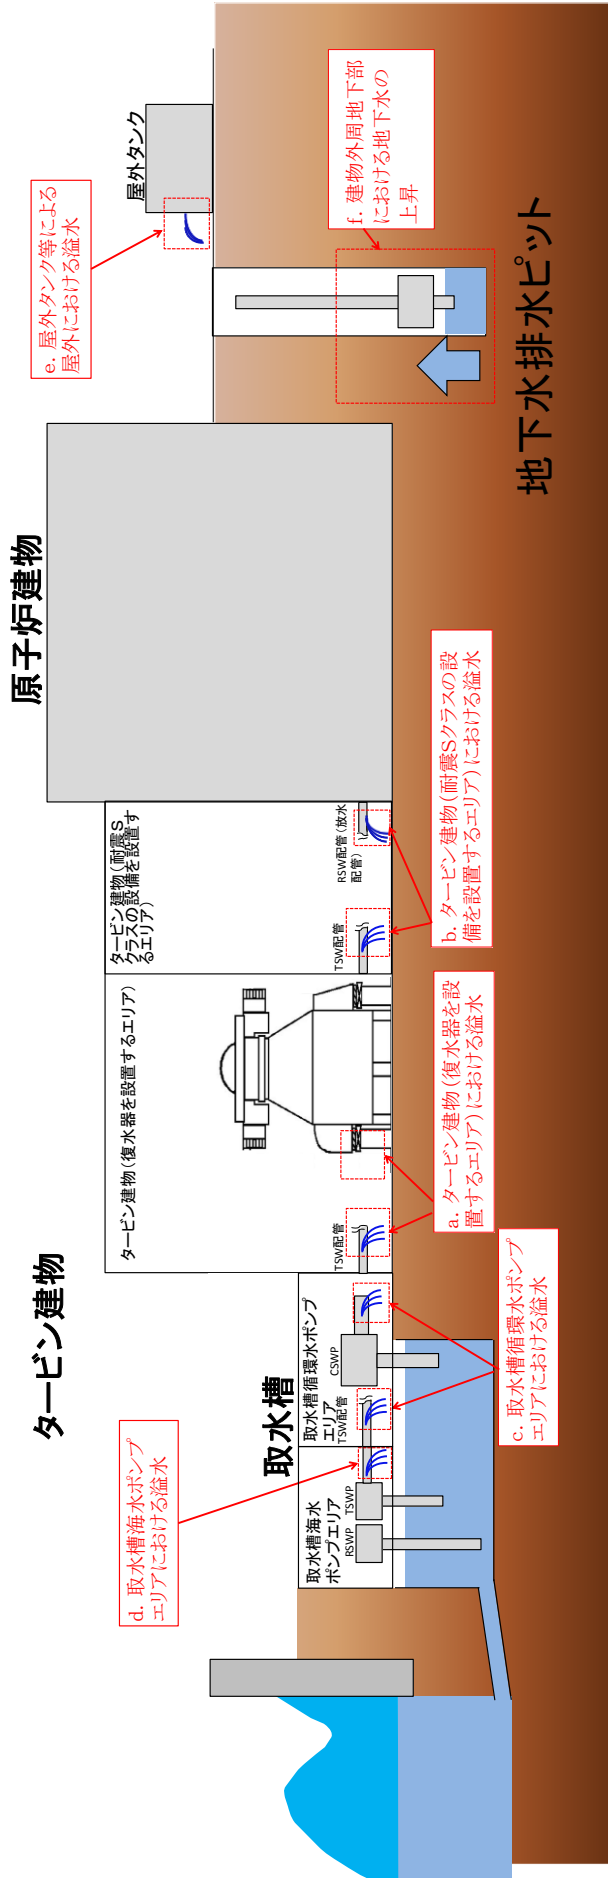 タービン建物
原子炉建物
取水槽
d. 取水槽海水ポンプ
エリアにおける溢水
取水槽海水
ポンプエリア
RSWP
TSWP
取水槽循環水ポンプ
エリア
TSW配管
CSWP
c. 取水槽循環水ポンプ
エリアにおける溢水
タービン建物(復水器を設置するエリア)
TSW配管
a. タービン建物(復水器を設
置するエリア)における溢水
タービン建物(耐震S
クラスの設備を設置す
るエリア)
TSW配管
RSW配管(放水
配管)
b. タービン建物(耐震Sクラスの設
備を設置するエリア)における溢水
e. 屋外タンク等による
屋外における溢水
屋外タンク
f. 建物外周地下部
における地下水の
上昇
地下水排水ピット